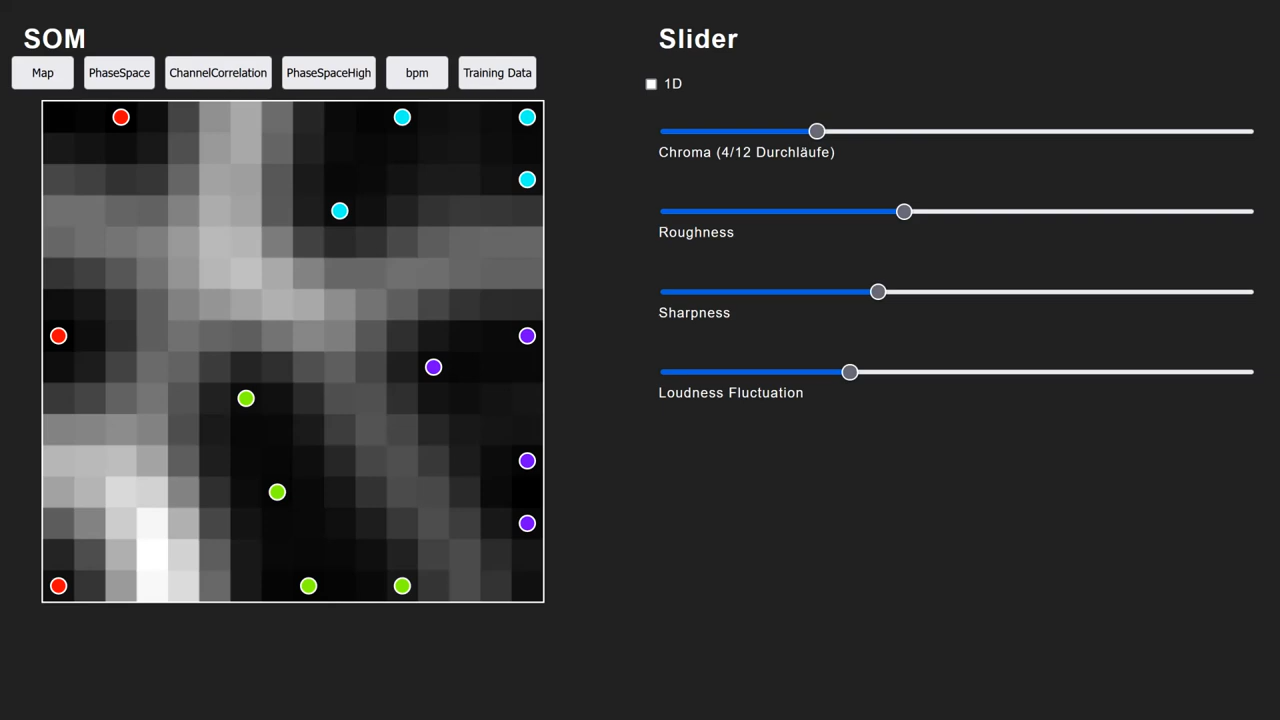 SOM
Map PhaseSpace ChannelCorrelation PhaseSpaceHigh bpm Training Data
Slider
1D
Chroma (4/12 Durchläufe)
Roughness
Sharpness
Loudness Fluctuation